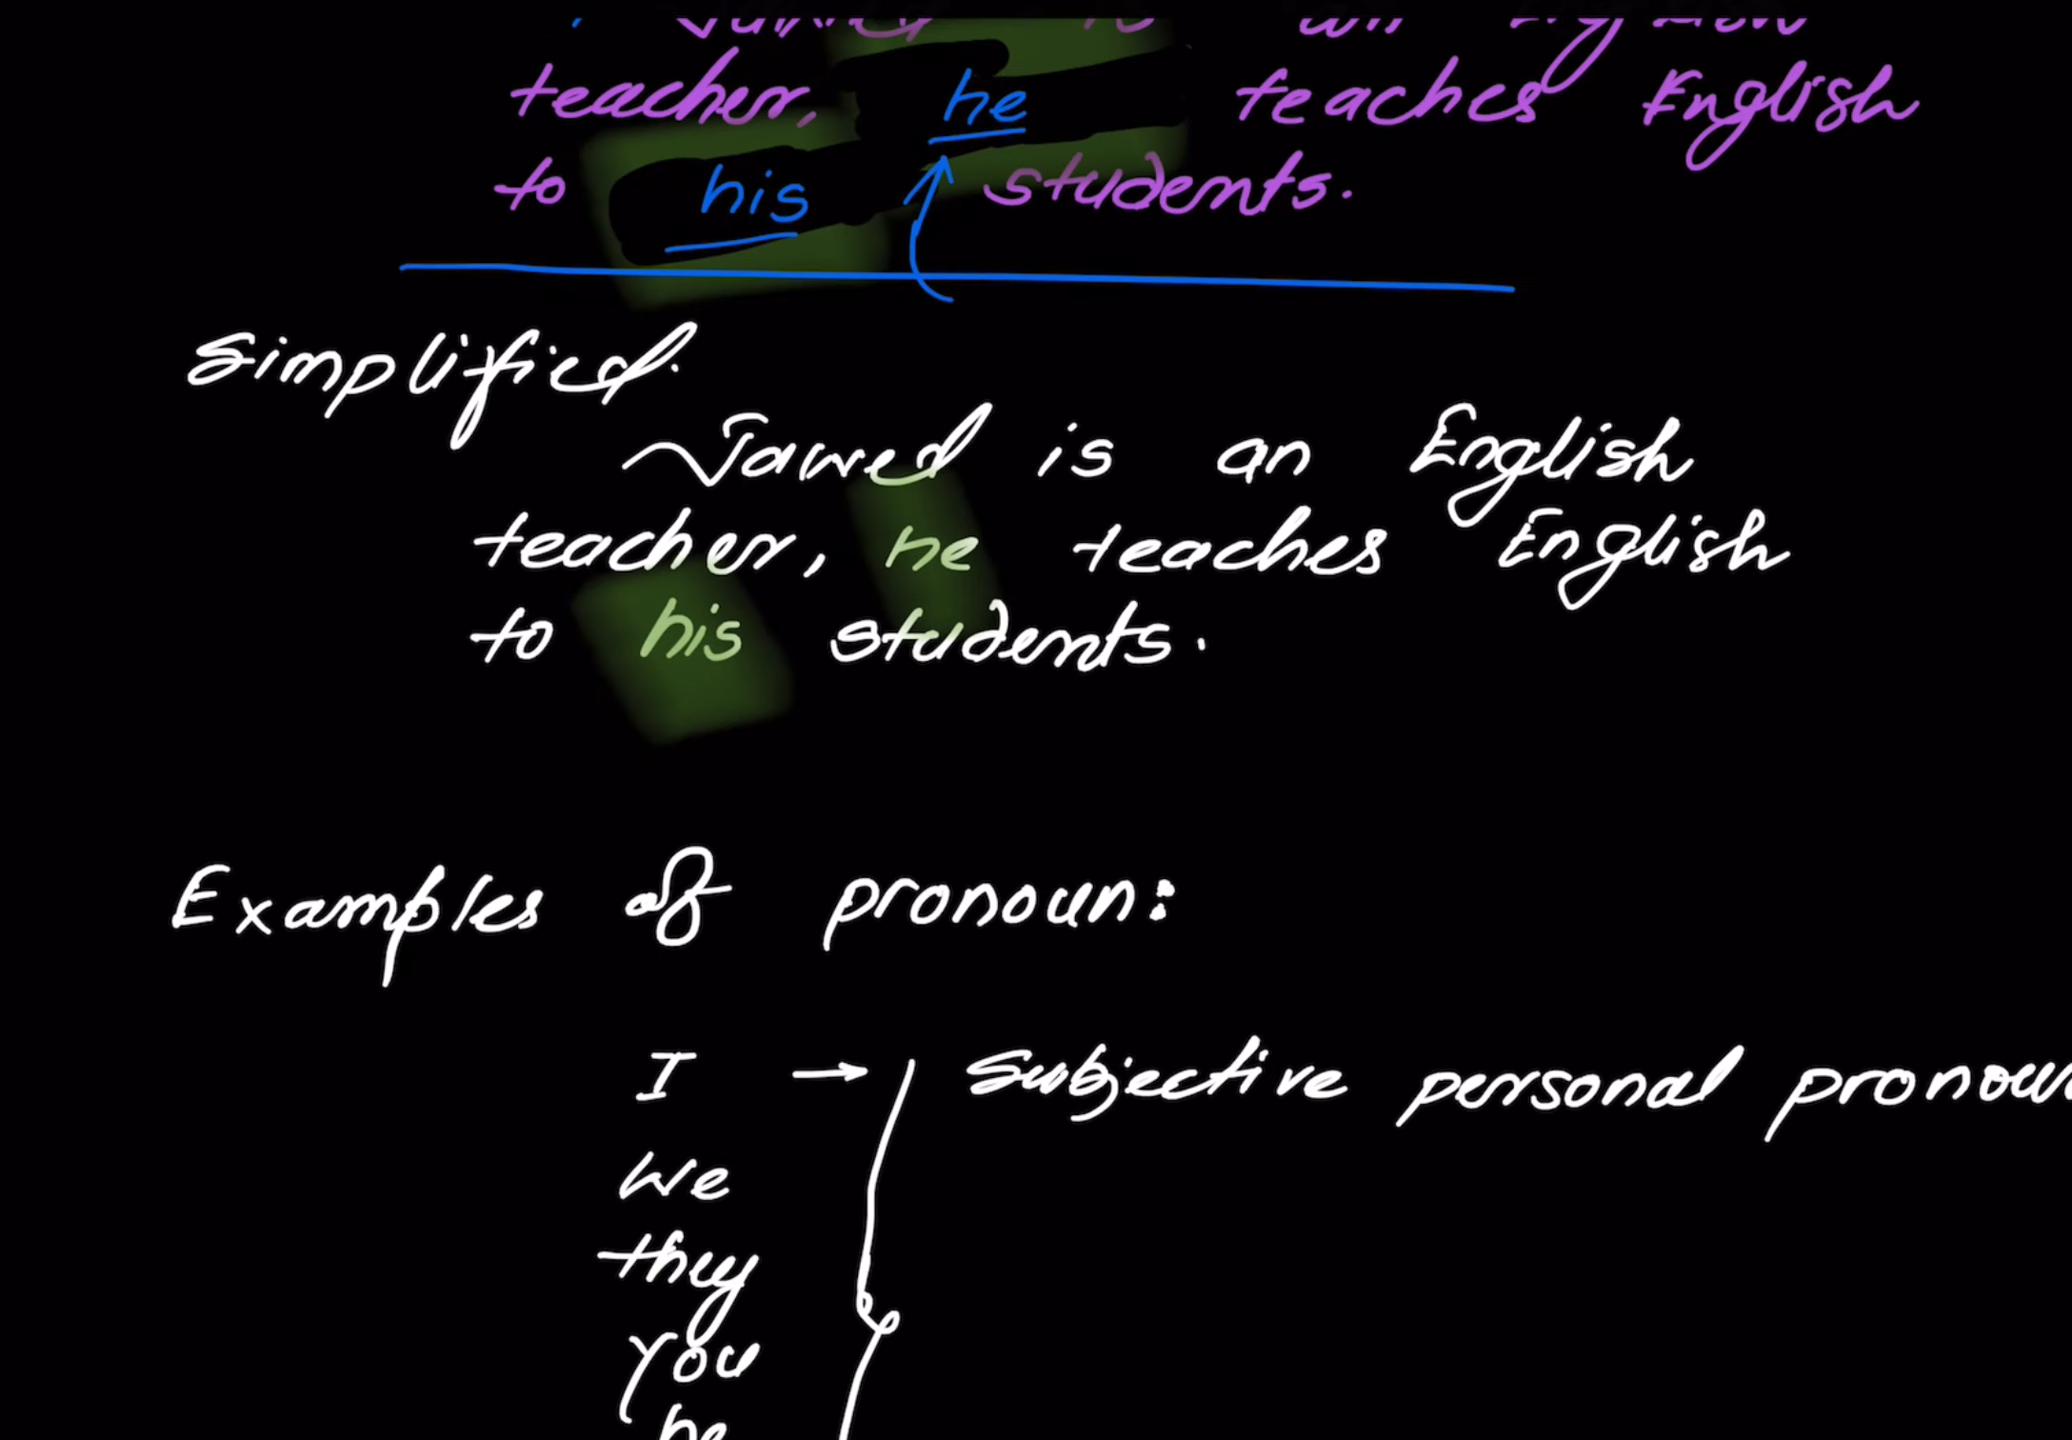 teacher, he teaches English
to his students.
Simplified.
Jawed is an English
teacher, he teaches English
to his students.
Examples of pronoun:
I → Subjective personal pronoun
We
they
You
he